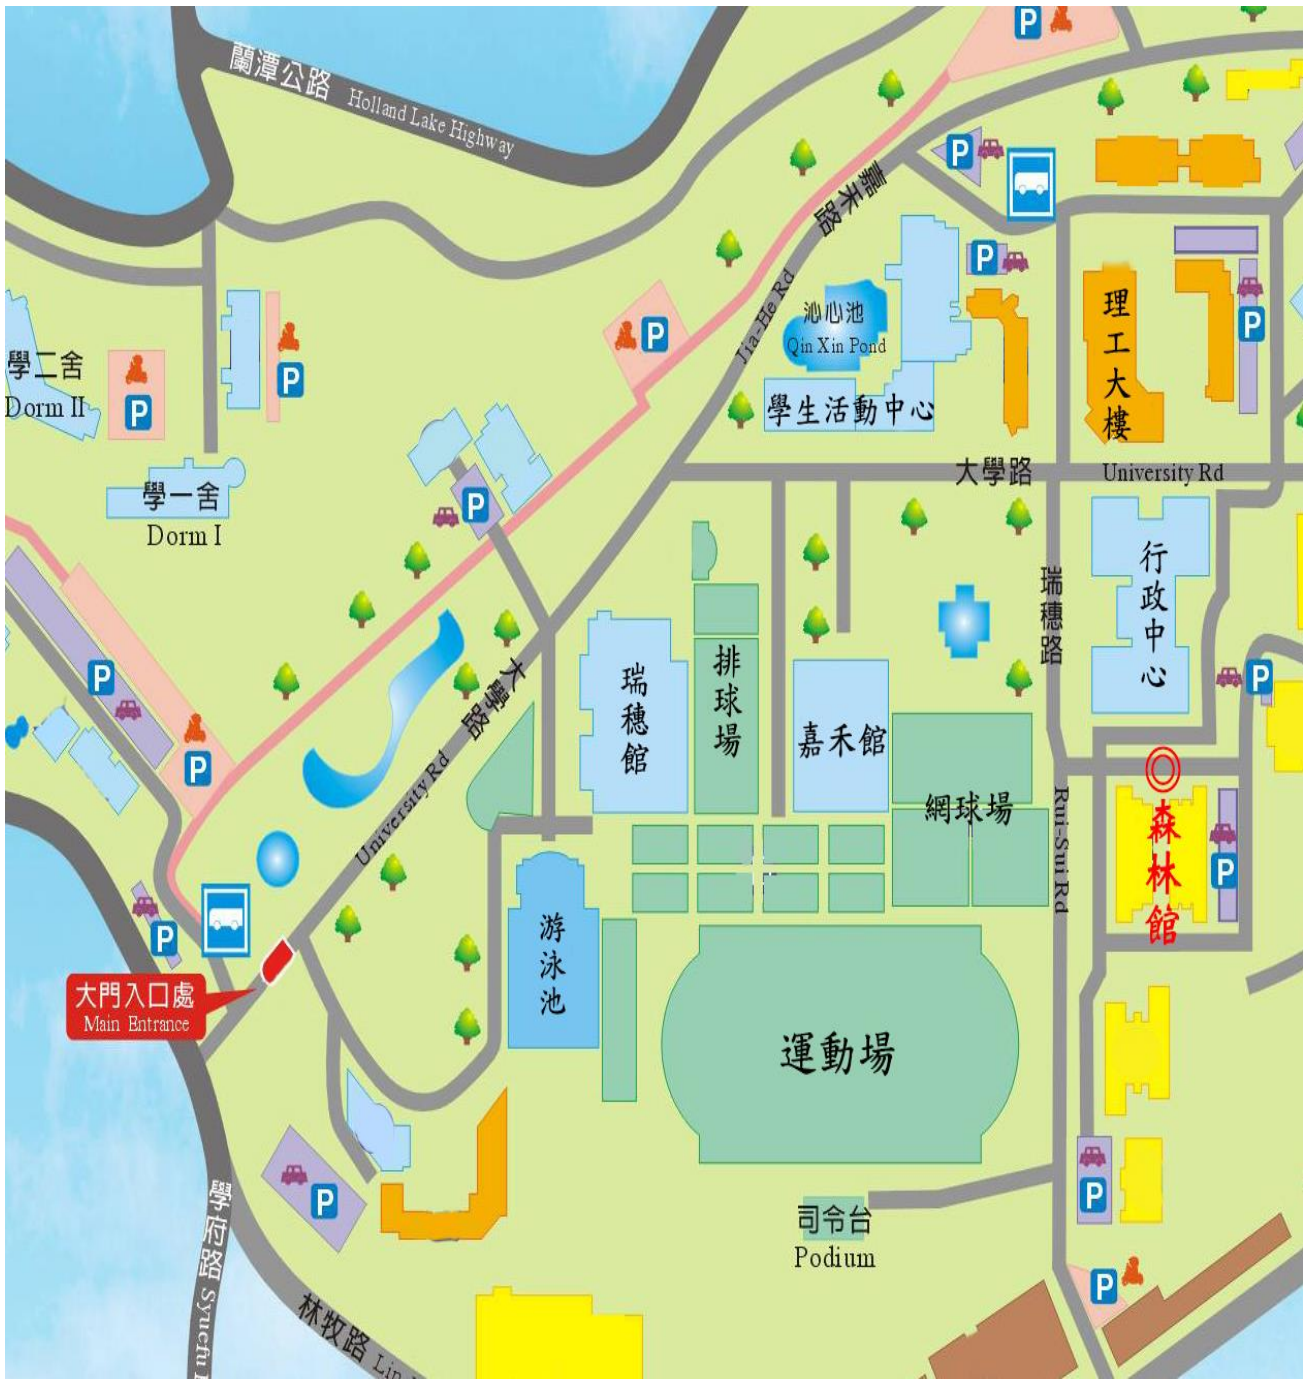 P
蘭潭公路 Holland Lake Highway
嘉禾路
P
P
沁心池
Qin Xin Pond
Jia-He Rd
理工大樓
P
P
學二舍
Dorm II
P
P
學生活動中心
大學路
University Rd
學一舍
Dorm I
P
行政中心
瑞穗路
P
大學路
瑞穗館
排球場
嘉禾館
P
P
University Rd
網球場
Rui-Sui Rd
森林館
P
P
游泳池
大門入口處
Main Entrance
運動場
P
P
學府路
司令台
Podium
林牧路
P